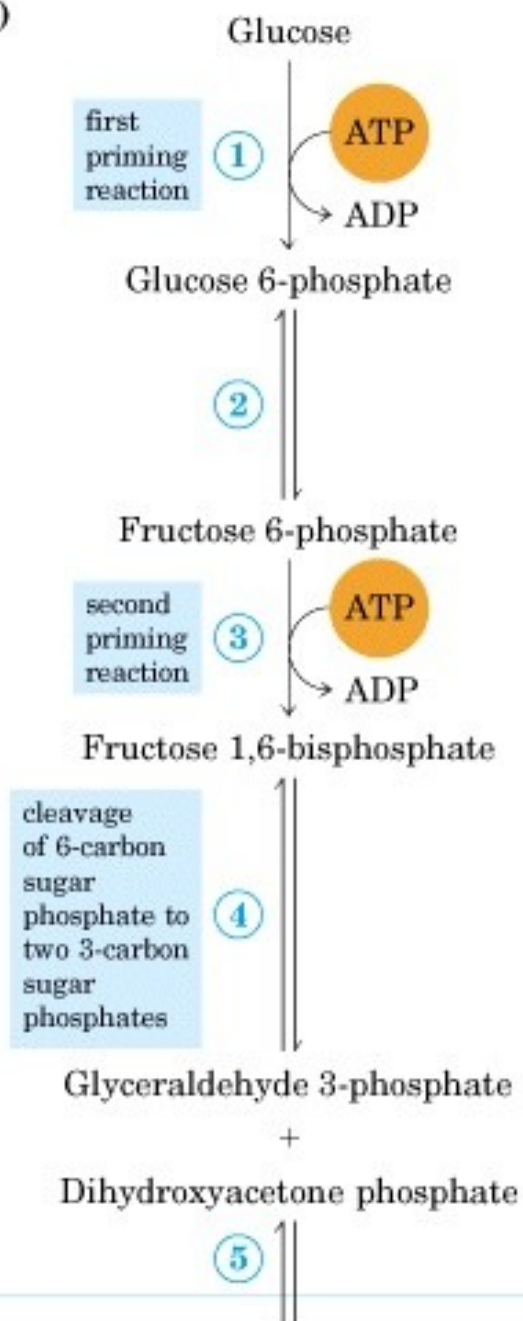 )
Glucose
first
priming
reaction
1
ATP
ADP
Glucose 6-phosphate
2
Fructose 6-phosphate
second
priming
reaction
3
ATP
ADP
Fructose 1,6-bisphosphate
cleavage
of 6-carbon
sugar
phosphate to
two 3-carbon
sugar
phosphates
4
Glyceraldehyde 3-phosphate
+
Dihydroxyacetone phosphate
5